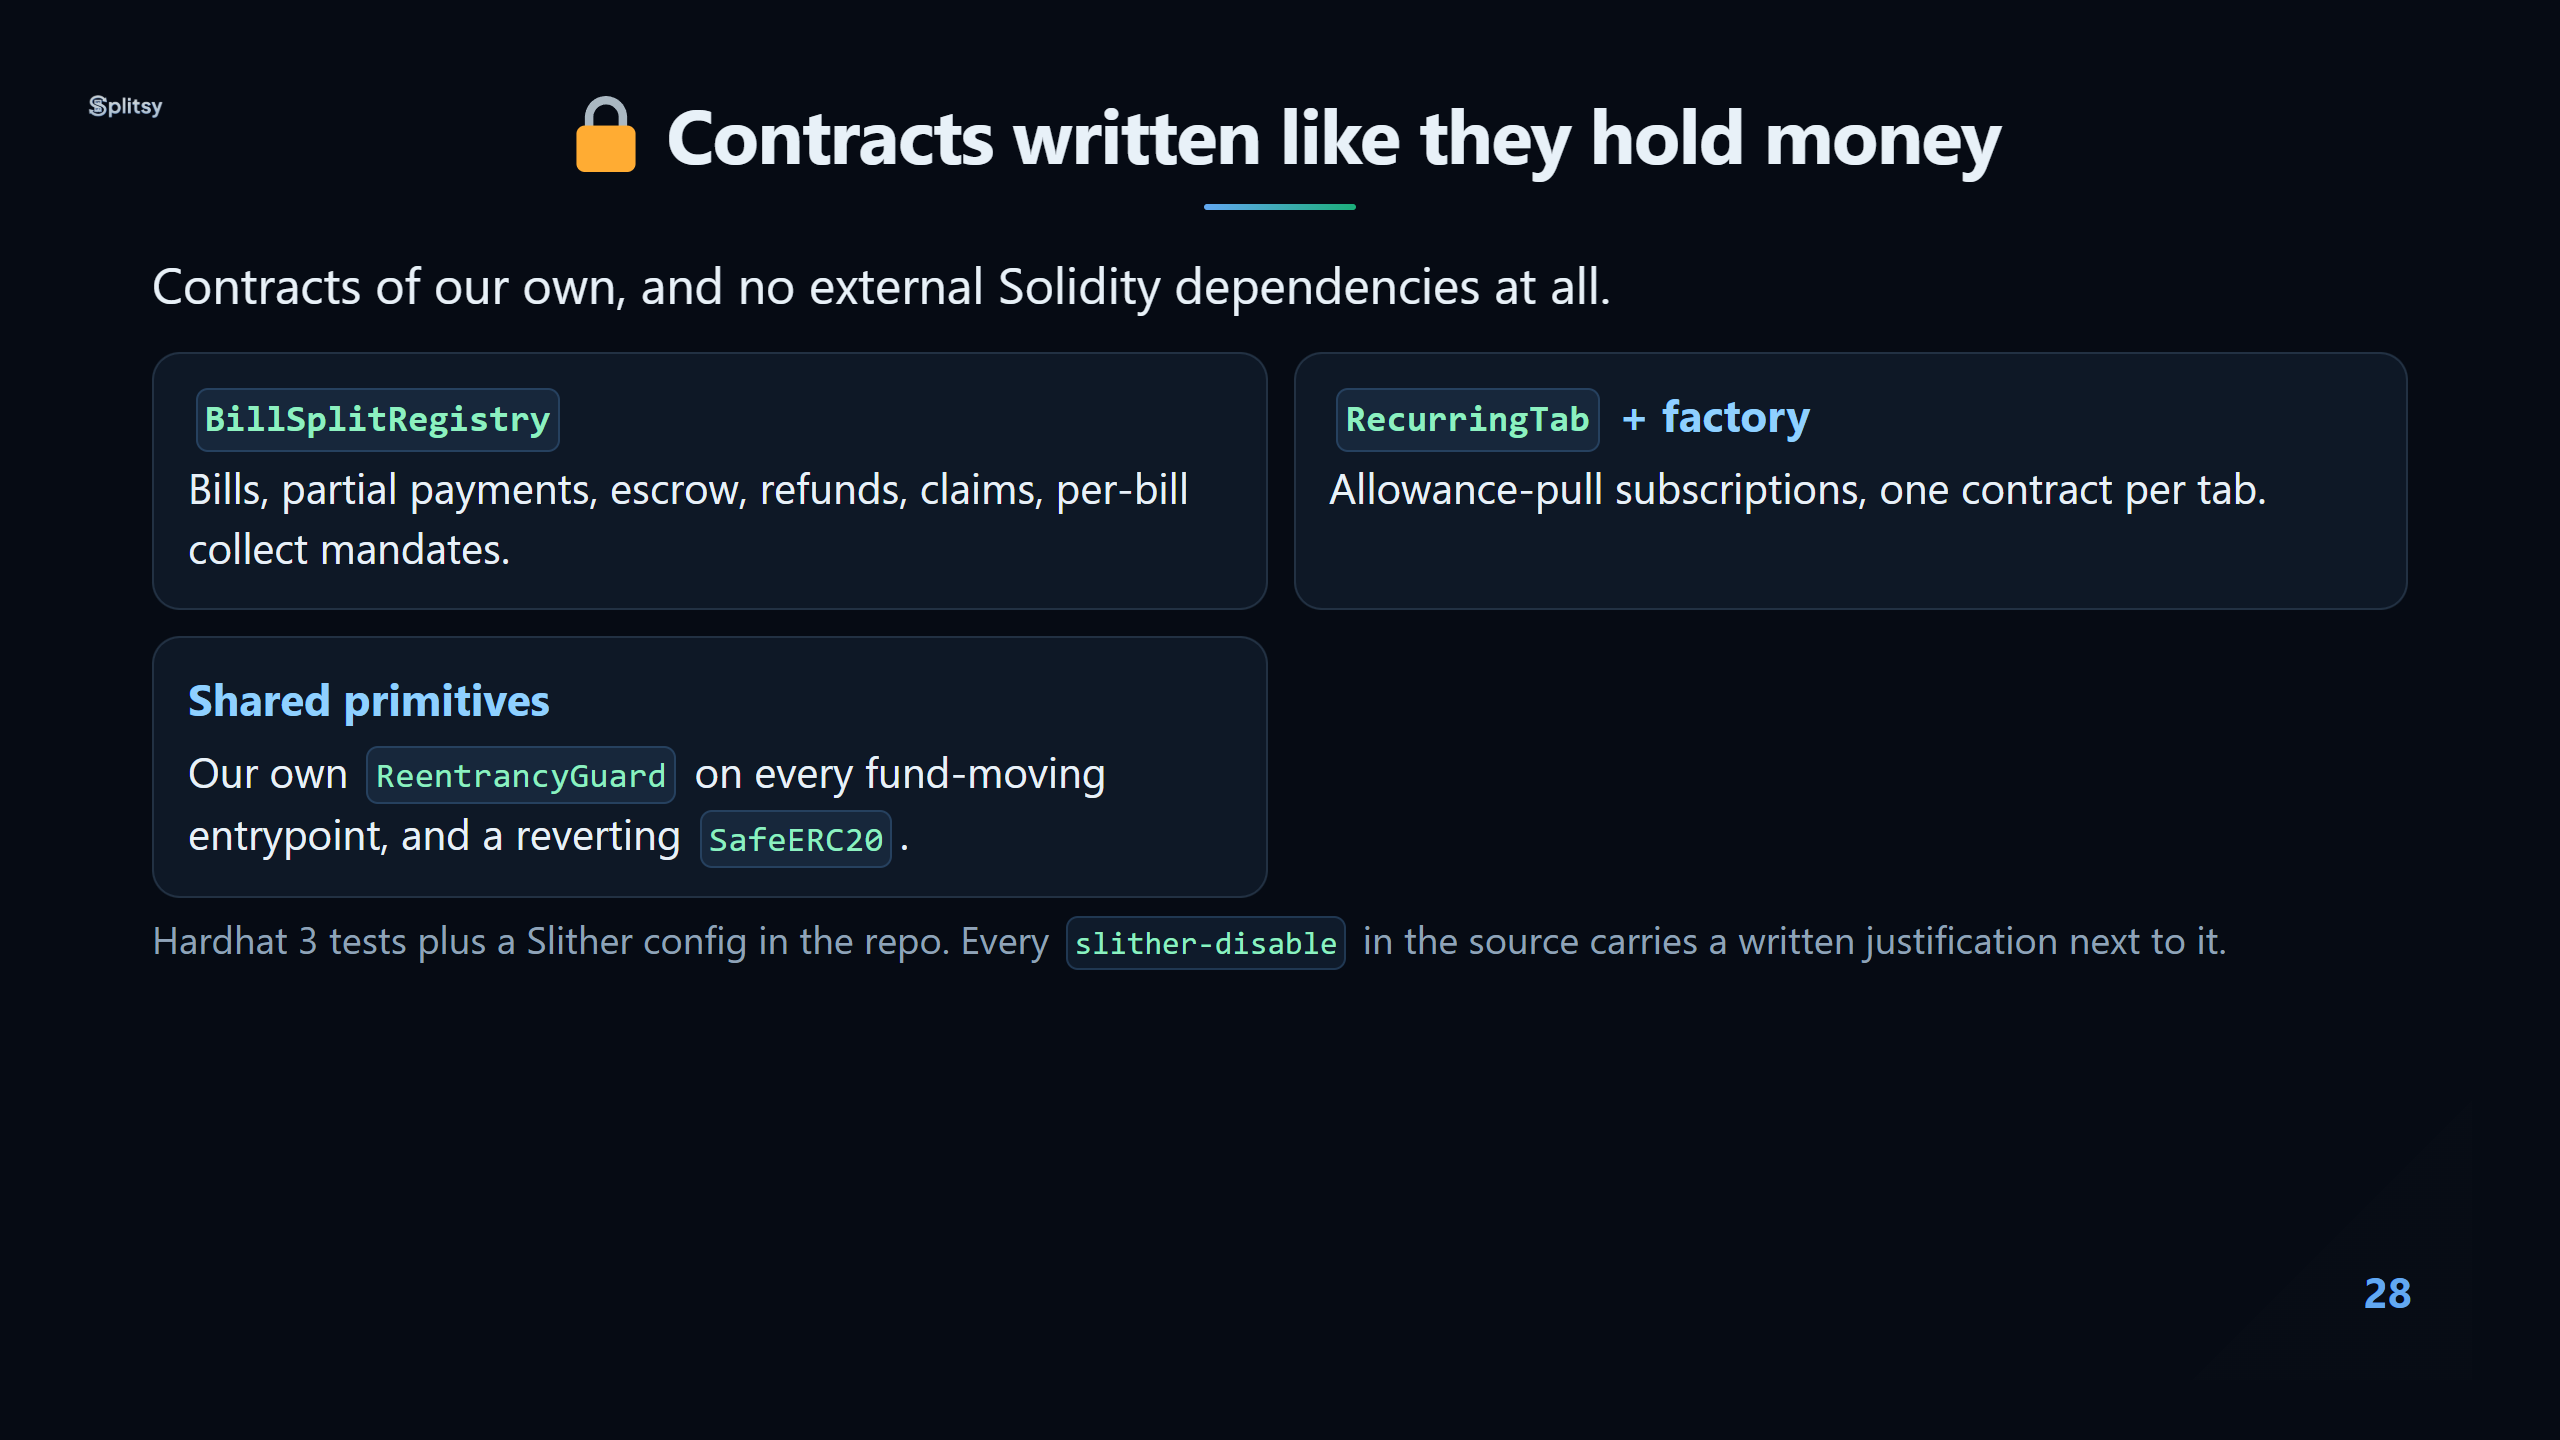 Splitsy
Contracts written like they hold money
Contracts of our own, and no external Solidity dependencies at all.
BillSplitRegistry
Bills, partial payments, escrow, refunds, claims, per-bill
collect mandates.
RecurringTab + factory
Allowance-pull subscriptions, one contract per tab.
Shared primitives
Our own ReentrancyGuard on every fund-moving
entrypoint, and a reverting SafeERC20.
Hardhat 3 tests plus a Slither config in the repo. Every slither-disable in the source carries a written justification next to it.
28